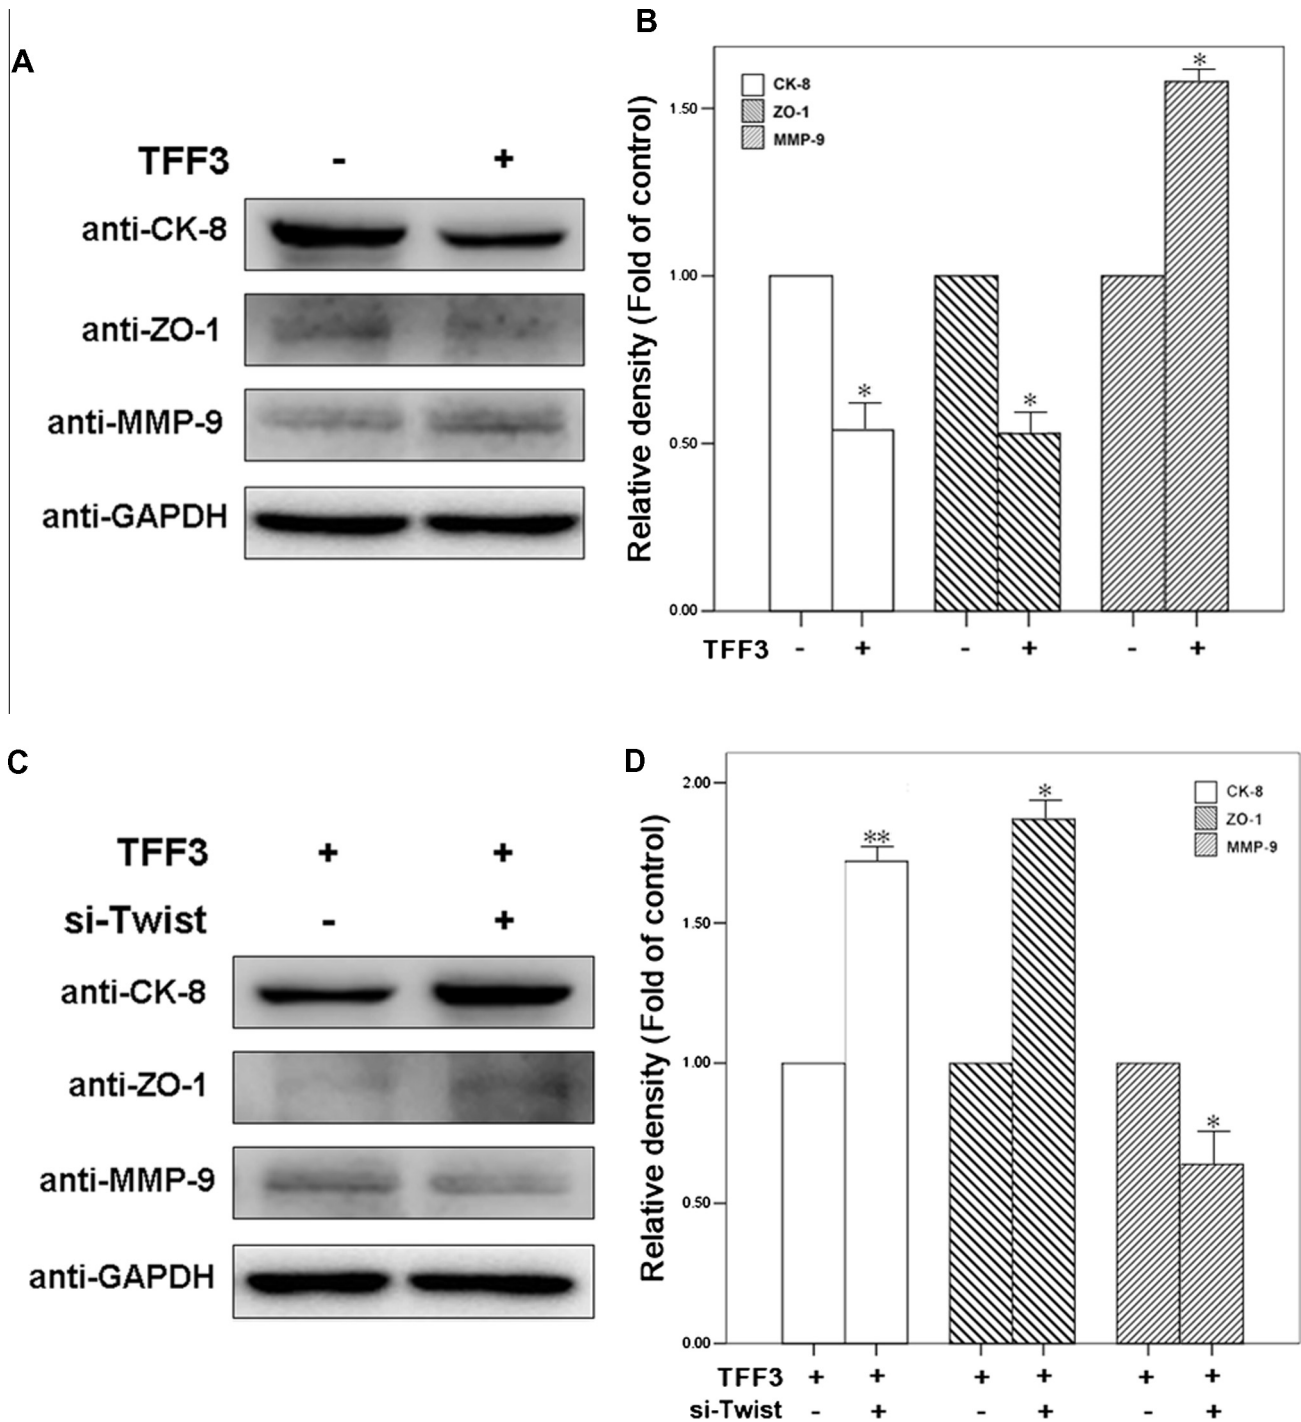 A
TFF3 - +
anti-CK-8
anti-ZO-1
anti-MMP-9
anti-GAPDH
B
Relative density (Fold of control)
1.50
1.00
0.50
0.00
CK-8
ZO-1
MMP-9
*
*
*
TFF3 - + - + - +
C
TFF3 + +
si-Twist - +
anti-CK-8
anti-ZO-1
anti-MMP-9
anti-GAPDH
D
Relative density (Fold of control)
2.00
1.50
1.00
0.50
0.00
CK-8
ZO-1
MMP-9
**
*
*
TFF3 + + + + + +
si-Twist - + - + - +